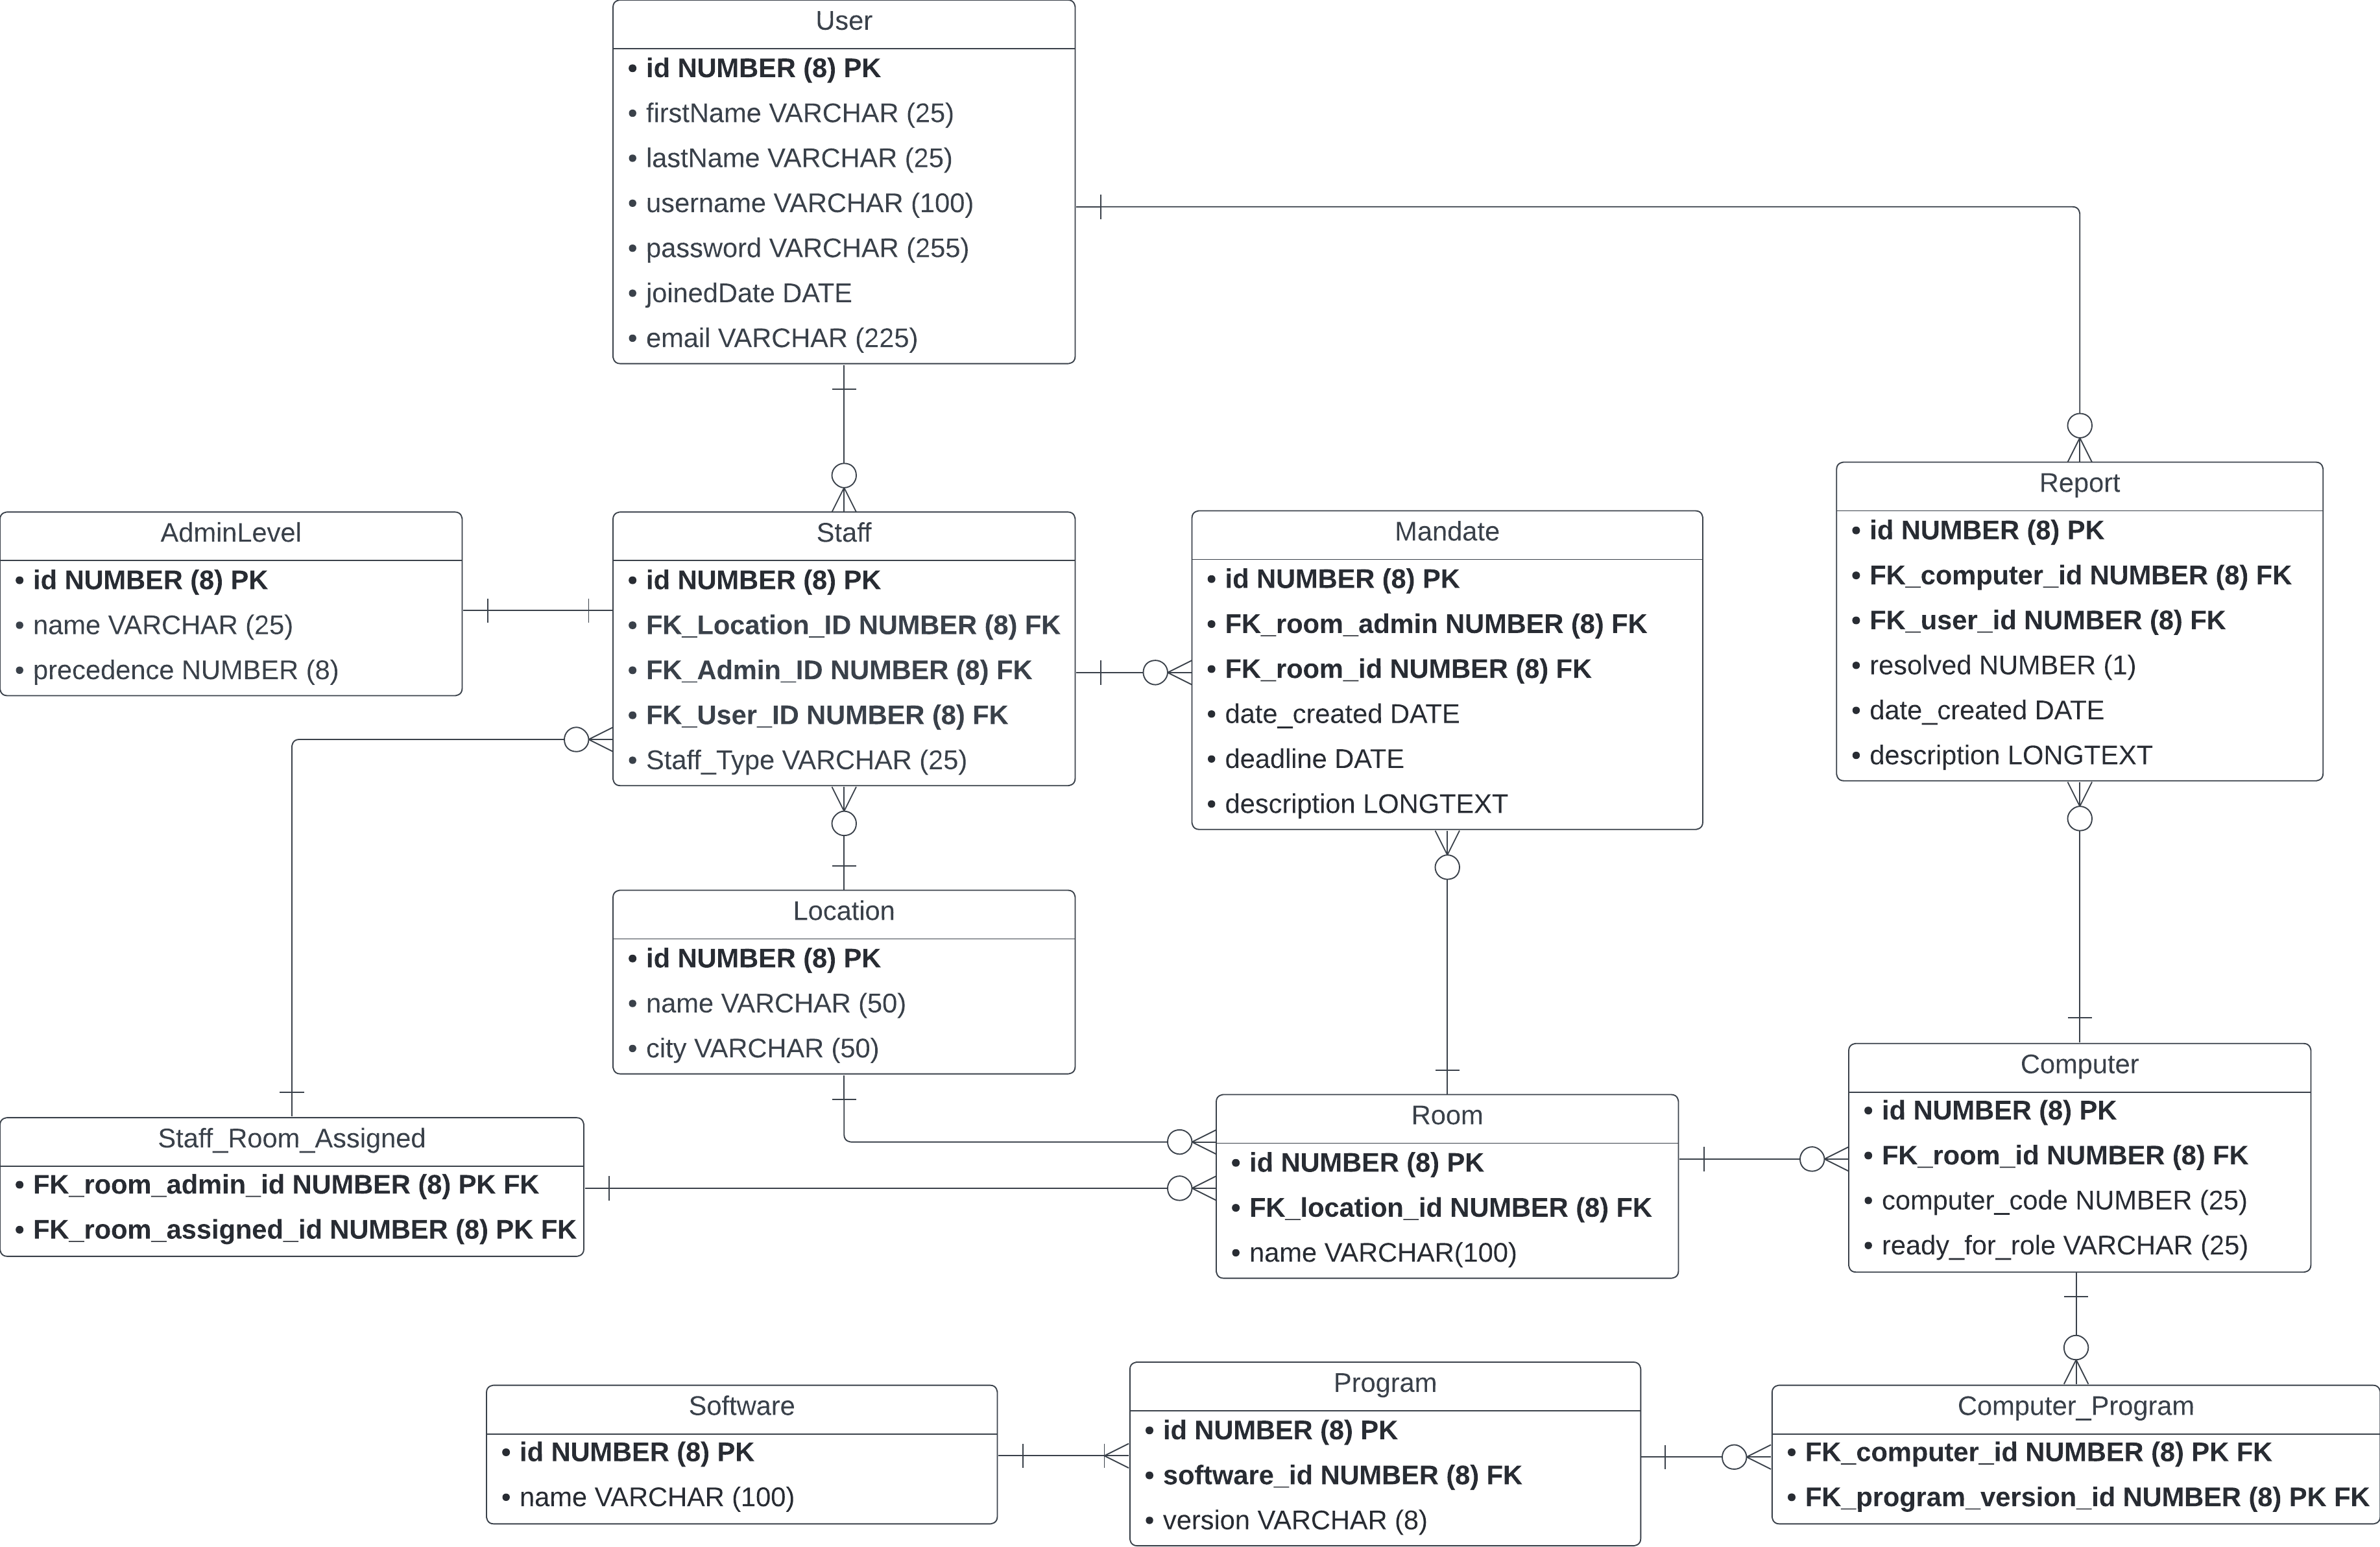 User
• id NUMBER (8) PK
• firstName VARCHAR (25)
• lastName VARCHAR (25)
• username VARCHAR (100)
• password VARCHAR (255)
• joinedDate DATE
• email VARCHAR (225)
AdminLevel
• id NUMBER (8) PK
• name VARCHAR (25)
• precedence NUMBER (8)
Staff
• id NUMBER (8) PK
• FK_Location_ID NUMBER (8) FK
• FK_Admin_ID NUMBER (8) FK
• FK_User_ID NUMBER (8) FK
• Staff_Type VARCHAR (25)
Mandate
• id NUMBER (8) PK
• FK_room_admin NUMBER (8) FK
• FK_room_id NUMBER (8) FK
• date_created DATE
• deadline DATE
• description LONGTEXT
Report
• id NUMBER (8) PK
• FK_computer_id NUMBER (8) FK
• FK_user_id NUMBER (8) FK
• resolved NUMBER (1)
• date_created DATE
• description LONGTEXT
Location
• id NUMBER (8) PK
• name VARCHAR (50)
• city VARCHAR (50)
Staff_Room_Assigned
• FK_room_admin_id NUMBER (8) PK FK
• FK_room_assigned_id NUMBER (8) PK FK
Room
• id NUMBER (8) PK
• FK_location_id NUMBER (8) FK
• name VARCHAR(100)
Computer
• id NUMBER (8) PK
• FK_room_id NUMBER (8) FK
• computer_code NUMBER (25)
• ready_for_role VARCHAR (25)
Software
• id NUMBER (8) PK
• name VARCHAR (100)
Program
• id NUMBER (8) PK
• software_id NUMBER (8) FK
• version VARCHAR (8)
Computer_Program
• FK_computer_id NUMBER (8) PK FK
• FK_program_version_id NUMBER (8) PK FK